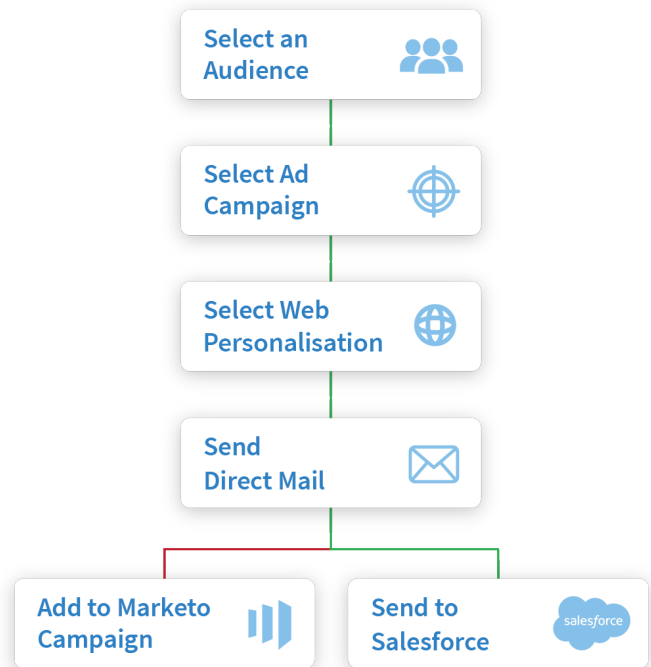 Select an
Audience
Select Ad
Campaign
Select Web
Personalisation
Send
Direct Mail
Add to Marketo
Campaign
Send to
Salesforce
salesforce